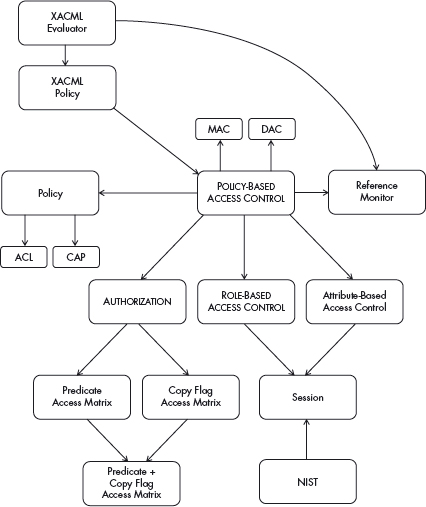 XACML
Evaluator
XACML
Policy
MAC
DAC
Policy
POLICY-BASED
ACCESS CONTROL
Reference
Monitor
ACL
CAP
AUTHORIZATION
ROLE-BASED
ACCESS CONTROL
Attribute-Based
Access Control
Predicate
Access Matrix
Copy Flag
Access Matrix
Session
Predicate +
Copy Flag
Access Matrix
NIST